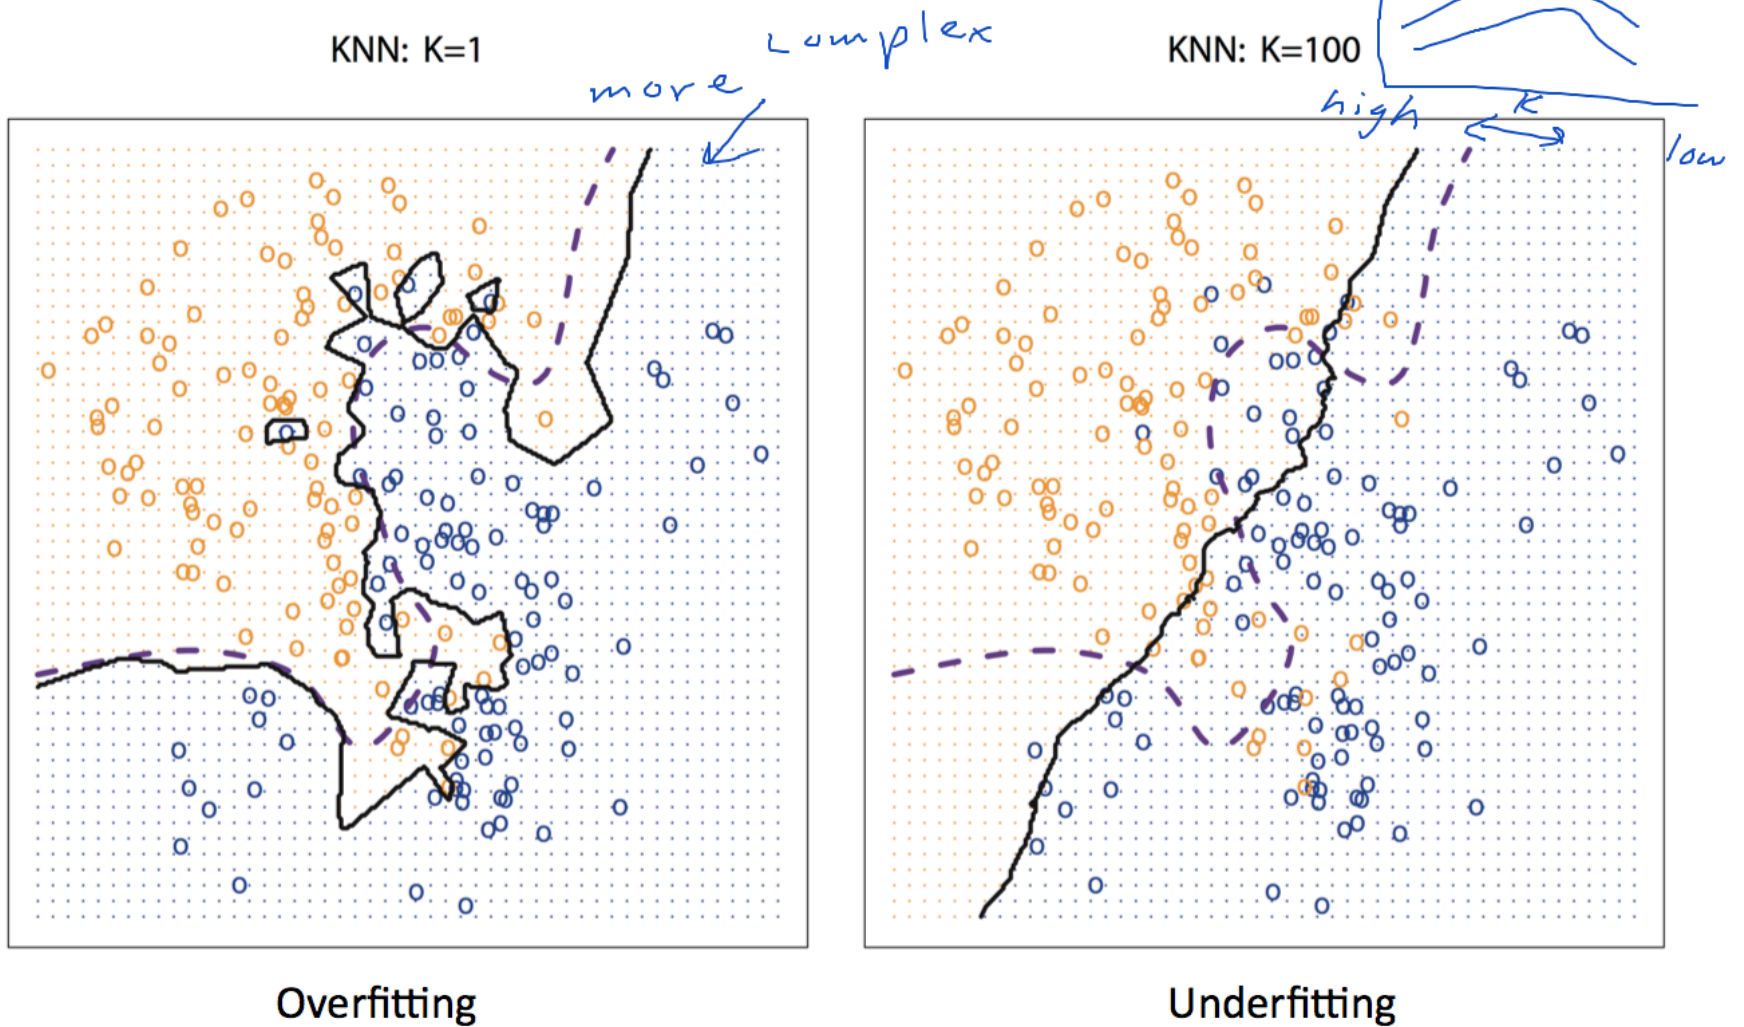 KNN: K=1
complex
KNN: K=100
more
high
K
low
Overfitting
Underfitting